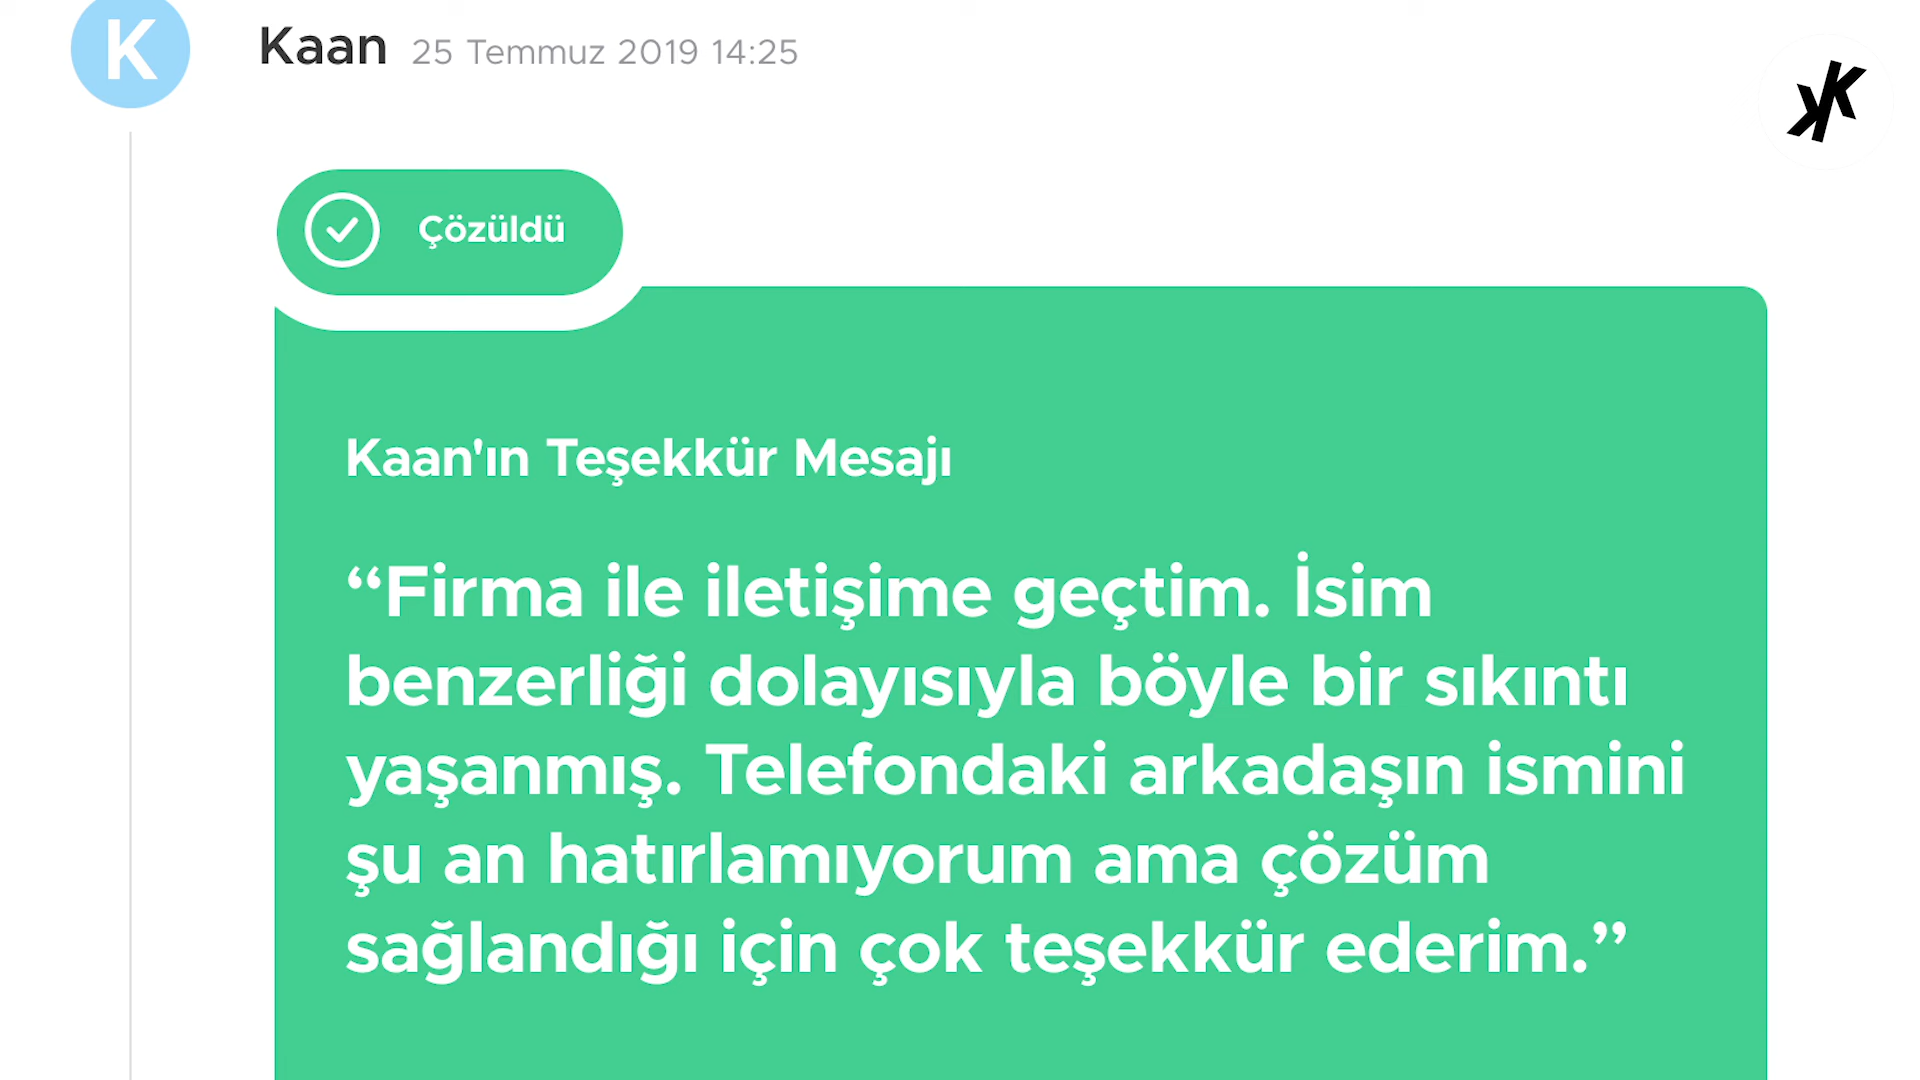 K
Kaan 25 Temmuz 2019 14:25
Çözüldü
Kaan'ın Teşekkür Mesajı
“Firma ile iletişime geçtim. İsim
benzerliği dolayısıyla böyle bir sıkıntı
yaşanmış. Telefondaki arkadaşın ismini
şu an hatırlamıyorum ama çözüm
sağlandığı için çok teşekkür ederim.”